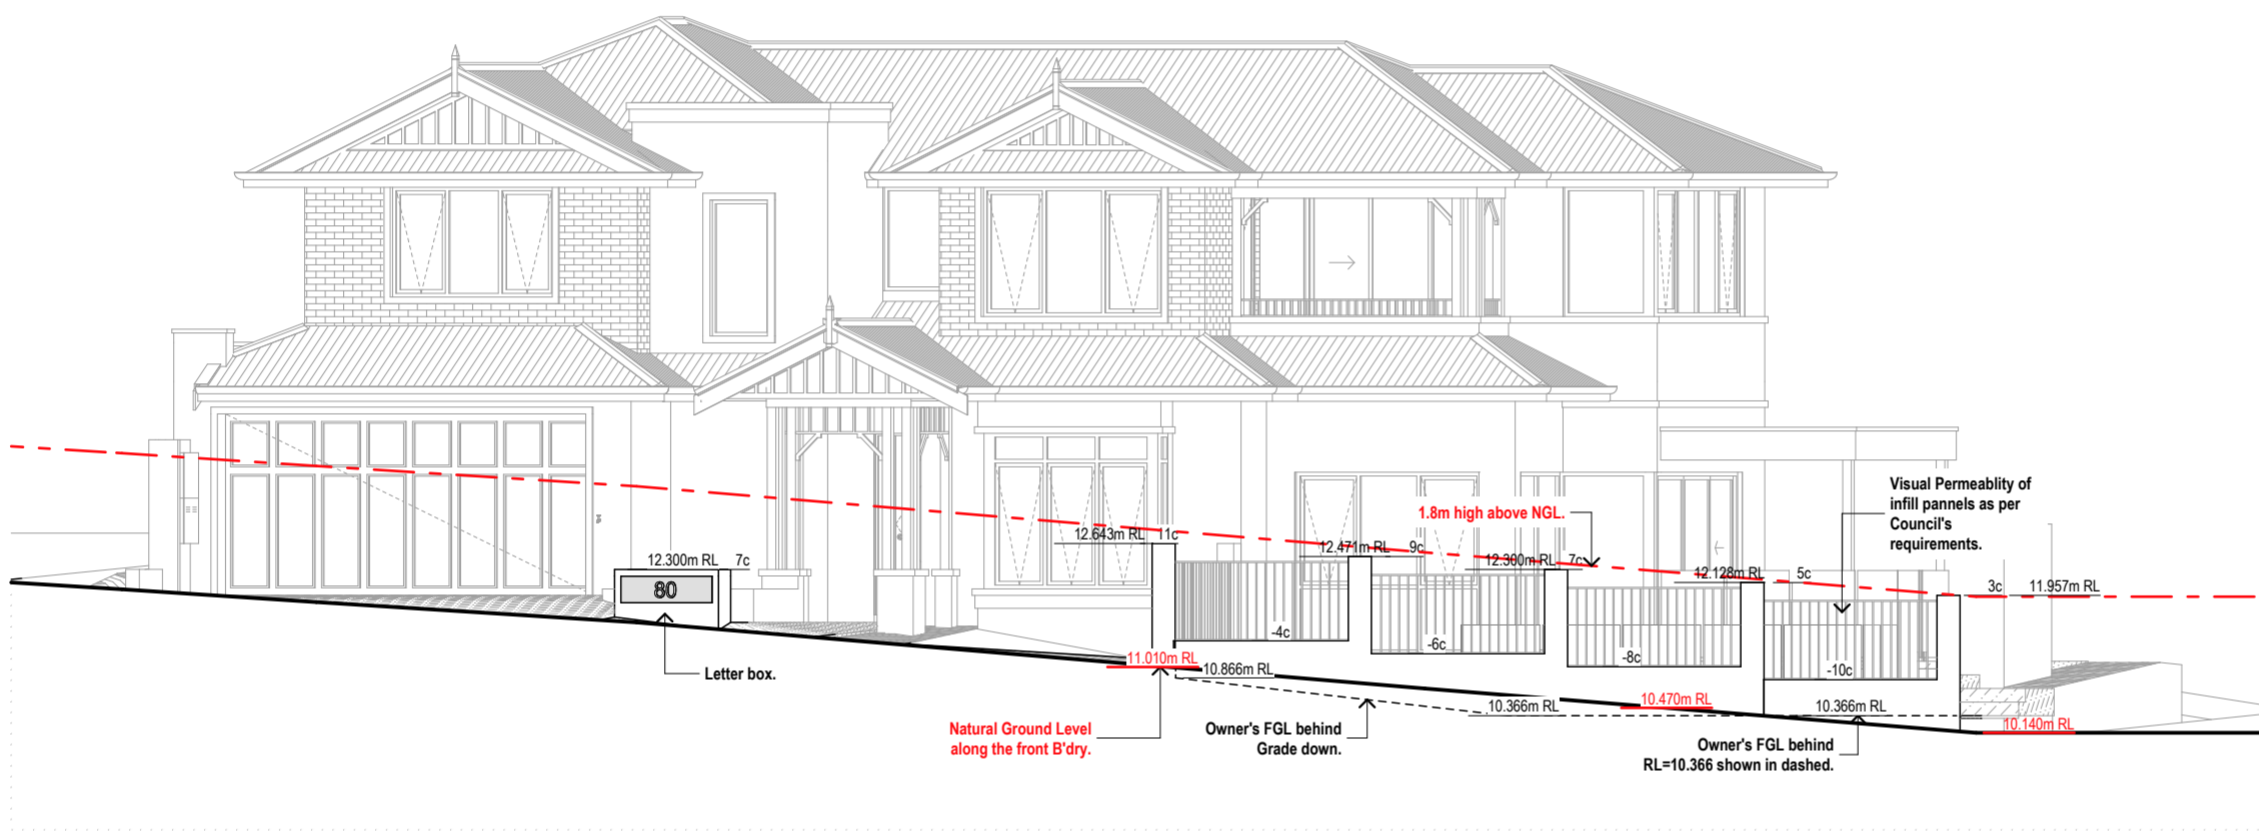 Visual Permeablity of
infill pannels as per
Council's
requirements.
1.8m high above NGL.
12.643m RL 11c
12.471m RL 9c
12.300m RL 7c
12.300m RL 7c
12.128m RL 5c
3c 11.957m RL
80
-4c
-6c
-8c
-10c
Letter box.
11.010m RL
10.866m RL
10.470m RL
10.366m RL
10.366m RL
10.140m RL
Natural Ground Level
along the front B'dry.
Owner's FGL behind
Grade down.
Owner's FGL behind
RL=10.366 shown in dashed.